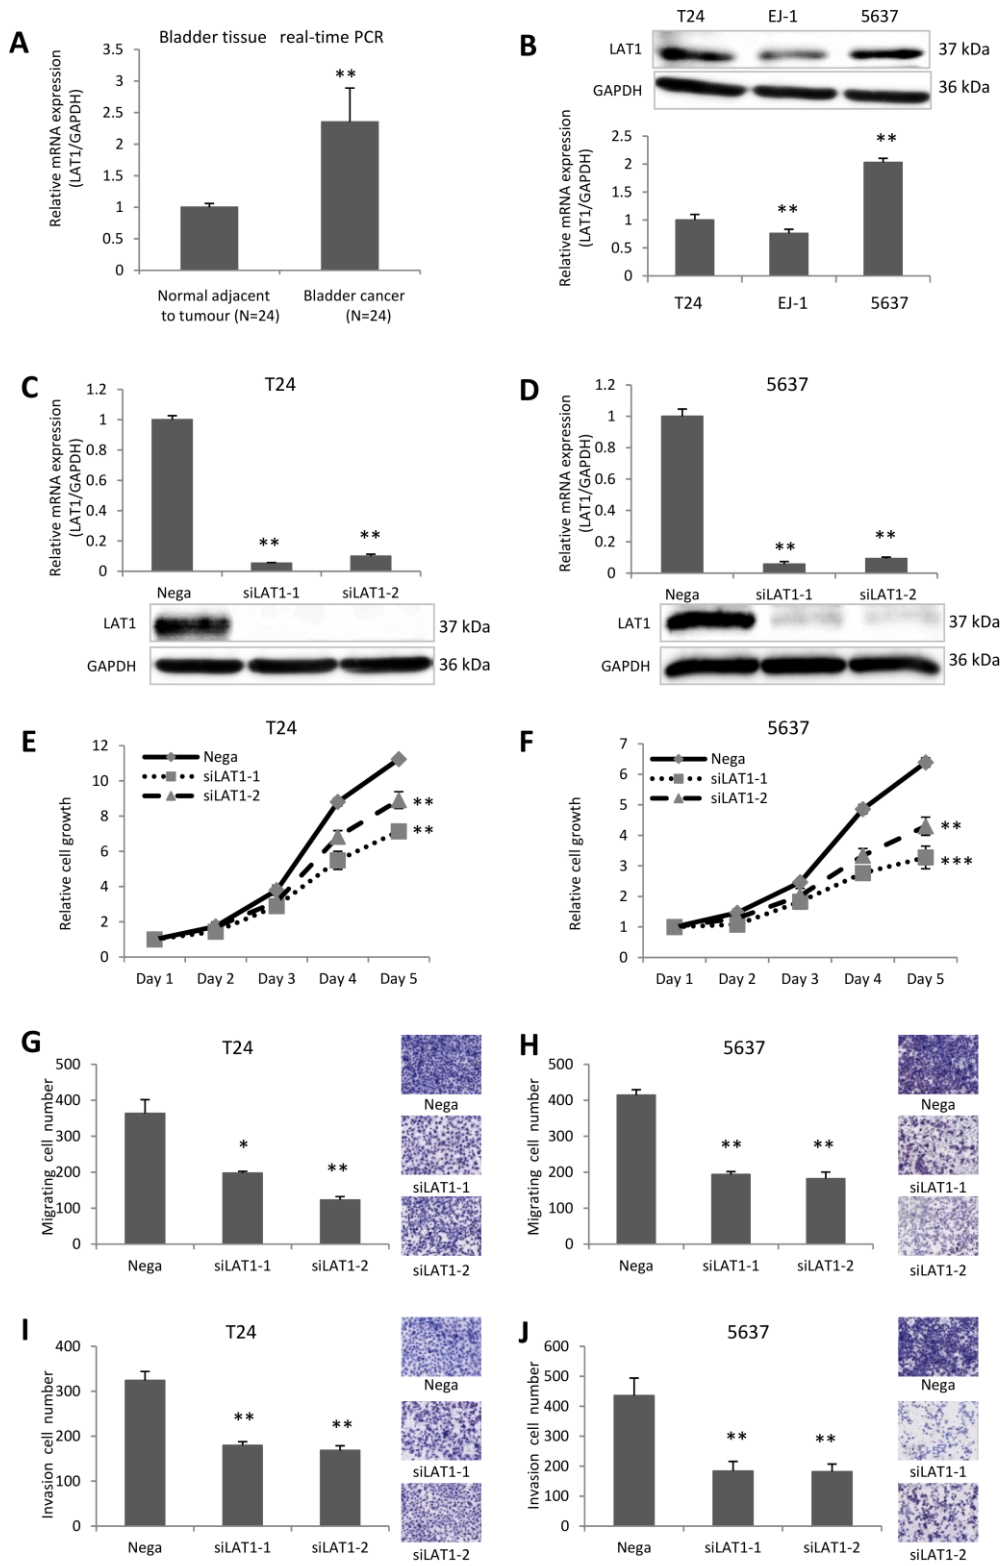 A
Bladder tissue real-time PCR
Relative mRNA expression
(LAT1/GAPDH)
3.5
3
2.5
2
1.5
1
0.5
0
**
Normal adjacent
to tumour (N=24)
Bladder cancer
(N=24)
B
T24 EJ-1 5637
LAT1 37 kDa
GAPDH 36 kDa
Relative mRNA expression
(LAT1/GAPDH)
2.5
2
1.5
1
0.5
0
**
**
T24 EJ-1 5637
C
T24
Relative mRNA expression
(LAT1/GAPDH)
1.2
1
0.8
0.6
0.4
0.2
0
** **
Nega siLAT1-1 siLAT1-2
LAT1 37 kDa
GAPDH 36 kDa
D
5637
Relative mRNA expression
(LAT1/GAPDH)
1.2
1
0.8
0.6
0.4
0.2
0
** **
Nega siLAT1-1 siLAT1-2
LAT1 37 kDa
GAPDH 36 kDa
E
T24
Relative cell growth
12
10
8
6
4
2
0
Nega
siLAT1-1
siLAT1-2
**
**
Day 1 Day 2 Day 3 Day 4 Day 5
F
5637
Relative cell growth
7
6
5
4
3
2
1
0
Nega
siLAT1-1
siLAT1-2
**
***
Day 1 Day 2 Day 3 Day 4 Day 5
G
T24
Migrating cell number
500
400
300
200
100
0
* **
Nega siLAT1-1 siLAT1-2
Nega
siLAT1-1
siLAT1-2
H
5637
Migrating cell number
500
400
300
200
100
0
** **
Nega siLAT1-1 siLAT1-2
Nega
siLAT1-1
siLAT1-2
I
T24
Invasion cell number
400
300
200
100
0
** **
Nega siLAT1-1 siLAT1-2
Nega
siLAT1-1
siLAT1-2
J
5637
Invasion cell number
600
500
400
300
200
100
0
** **
Nega siLAT1-1 siLAT1-2
Nega
siLAT1-1
siLAT1-2